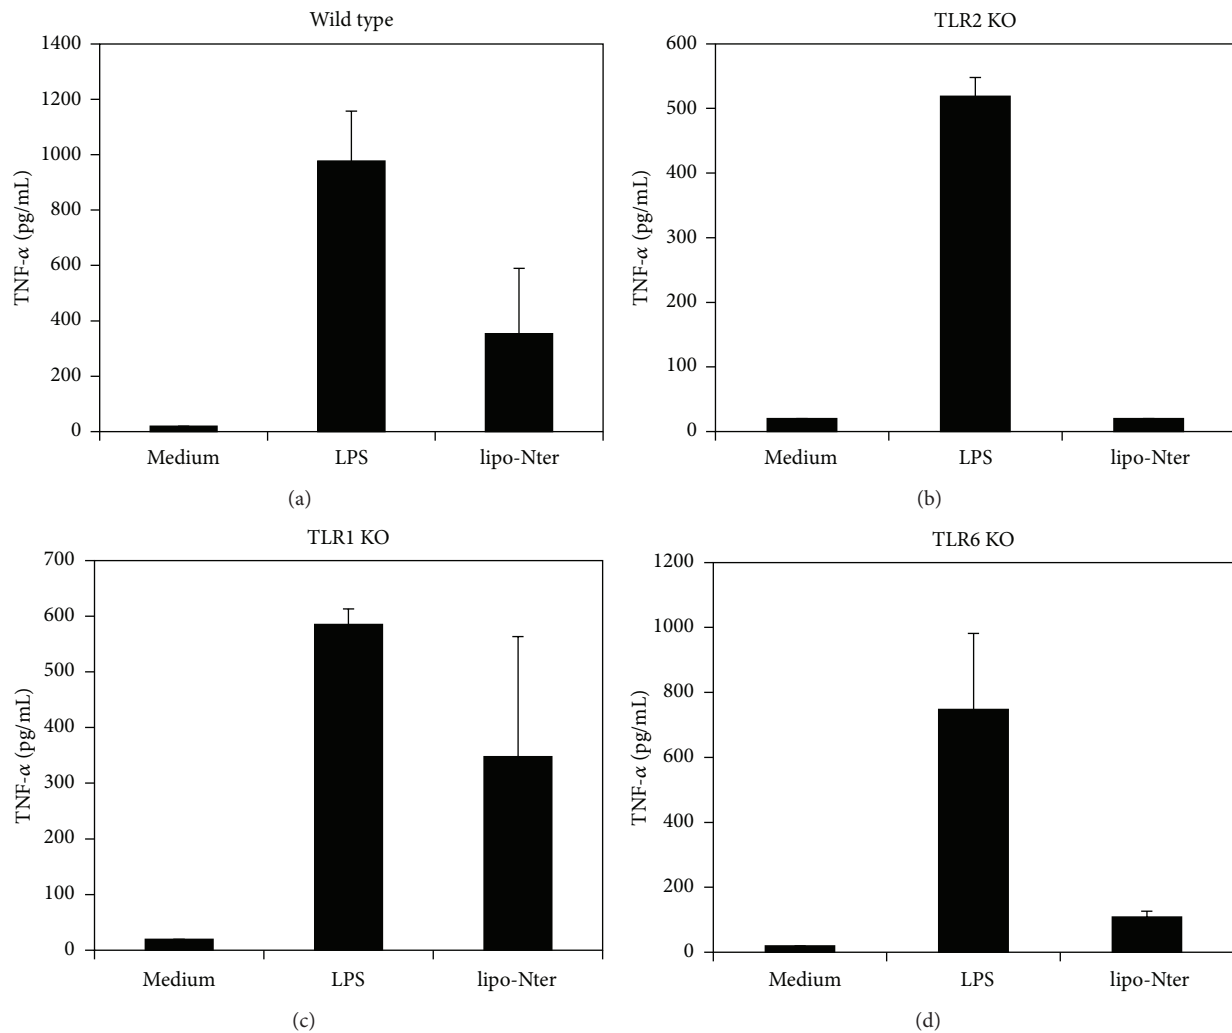 Wild type
1400
1200
1000
800
600
400
200
0
TNF-α (pg/mL)
Medium LPS lipo-Nter
(a)
TLR2 KO
600
500
400
300
200
100
0
TNF-α (pg/mL)
Medium LPS lipo-Nter
(b)
TLR1 KO
700
600
500
400
300
200
100
0
TNF-α (pg/mL)
Medium LPS lipo-Nter
(c)
TLR6 KO
1200
1000
800
600
400
200
0
TNF-α (pg/mL)
Medium LPS lipo-Nter
(d)